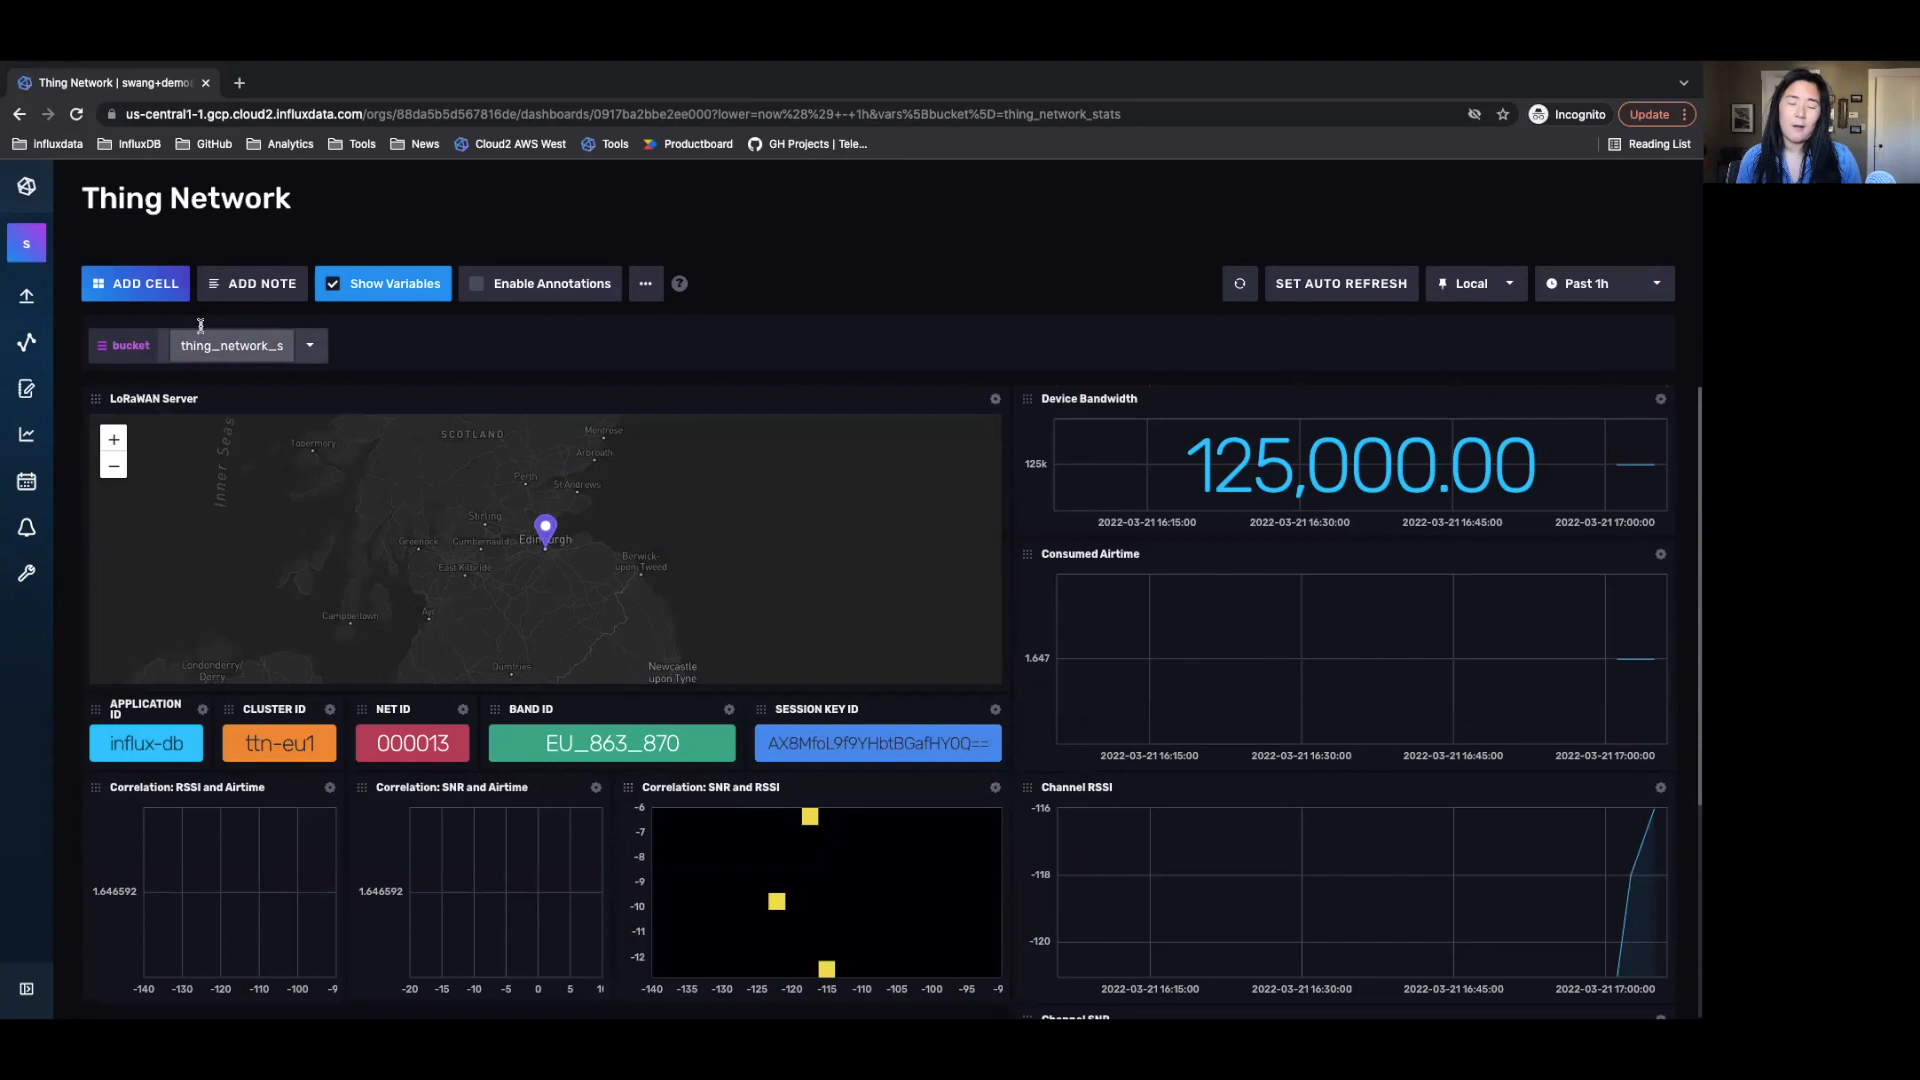 Thing Network | swang+demo
us-central1-1.gcp.cloud2.influxdata.com/orgs/88da5b5d567816de/dashboards/0917ba2bbe2ee000?lower=now%28%29+-+1h&vars%5Bbucket%5D=thing_network_stats
Incognito
Update
influxdata
InfluxDB
GitHub
Analytics
Tools
News
Cloud2 AWS West
Tools
Productboard
GH Projects | Tele...
Reading List
Thing Network
S
ADD CELL
ADD NOTE
Show Variables
Enable Annotations
?
SET AUTO REFRESH
Local
Past 1h
bucket
thing_network_s
LoRaWAN Server
+
−
Inner Seas
SCOTLAND
Tobermory
Montrose
Arbroath
Perth
St Andrews
Stirling
Greenock
Cumbernauld
East Kilbride
Berwick-
upon Tweed
Campbeltown
Ayr
Dumfries
Londonderry/
Derry
Newcastle
upon Tyne
Device Bandwidth
125k
125,000.00
2022-03-21 16:15:00
2022-03-21 16:30:00
2022-03-21 16:45:00
2022-03-21 17:00:00
Consumed Airtime
1.647
2022-03-21 16:15:00
2022-03-21 16:30:00
2022-03-21 16:45:00
2022-03-21 17:00:00
APPLICATION
ID
influx-db
CLUSTER ID
ttn-eu1
NET ID
000013
BAND ID
EU_863_870
SESSION KEY ID
AX8MfoL9f9YHbtBGafHY0Q==
Correlation: RSSI and Airtime
1.646592
-140 -130 -120 -110 -100 -9
Correlation: SNR and Airtime
1.646592
-20 -15 -10 -5 0 5
Correlation: SNR and RSSI
-6
-7
-8
-9
-10
-11
-12
-140 -135 -130 -125 -120 -115 -110 -105 -100 -95 -9
Channel RSSI
-116
-118
-120
2022-03-21 16:15:00
2022-03-21 16:30:00
2022-03-21 16:45:00
2022-03-21 17:00:00
Channel SNR